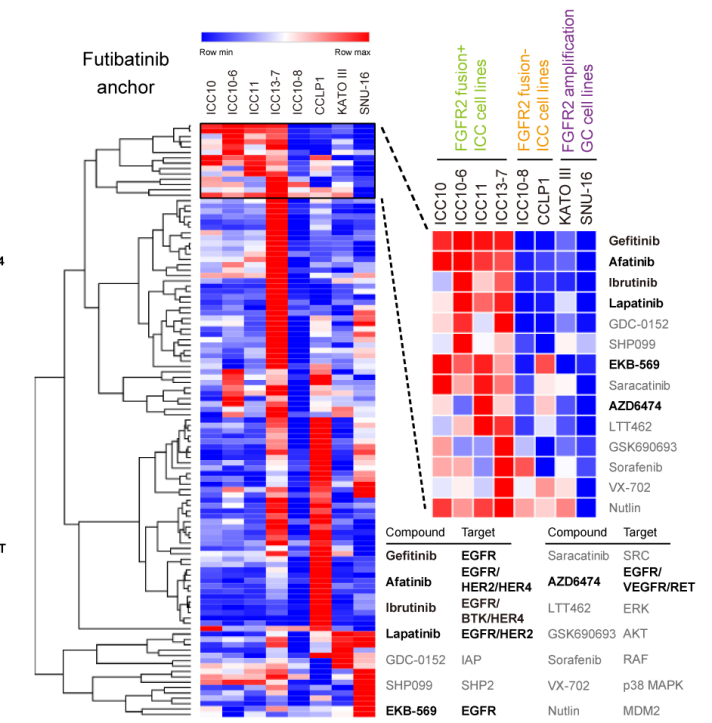 Futibatinib
anchor
Row min
Row max
ICC10
ICC10-6
ICC11
ICC13-7
ICC10-8
CCLP1
KATO III
SNU-16
4
T
FGFR2 fusion+
ICC cell lines
FGFR2 fusion-
ICC cell lines
FGFR2 amplification
GC cell lines
ICC10
ICC10-6
ICC11
ICC13-7
ICC10-8
CCLP1
KATO III
SNU-16
Gefitinib
Afatinib
Ibrutinib
Lapatinib
GDC-0152
SHP099
EKB-569
Saracatinib
AZD6474
LTT462
GSK690693
Sorafenib
VX-702
Nutlin
Compound Target
Gefitinib EGFR
Afatinib EGFR/
HER2/HER4
Ibrutinib EGFR/
BTK/HER4
Lapatinib EGFR/HER2
GDC-0152 IAP
SHP099 SHP2
EKB-569 EGFR
Compound Target
Saracatinib SRC
AZD6474 EGFR/
VEGFR/RET
LTT462 ERK
GSK690693 AKT
Sorafenib RAF
VX-702 p38 MAPK
Nutlin MDM2